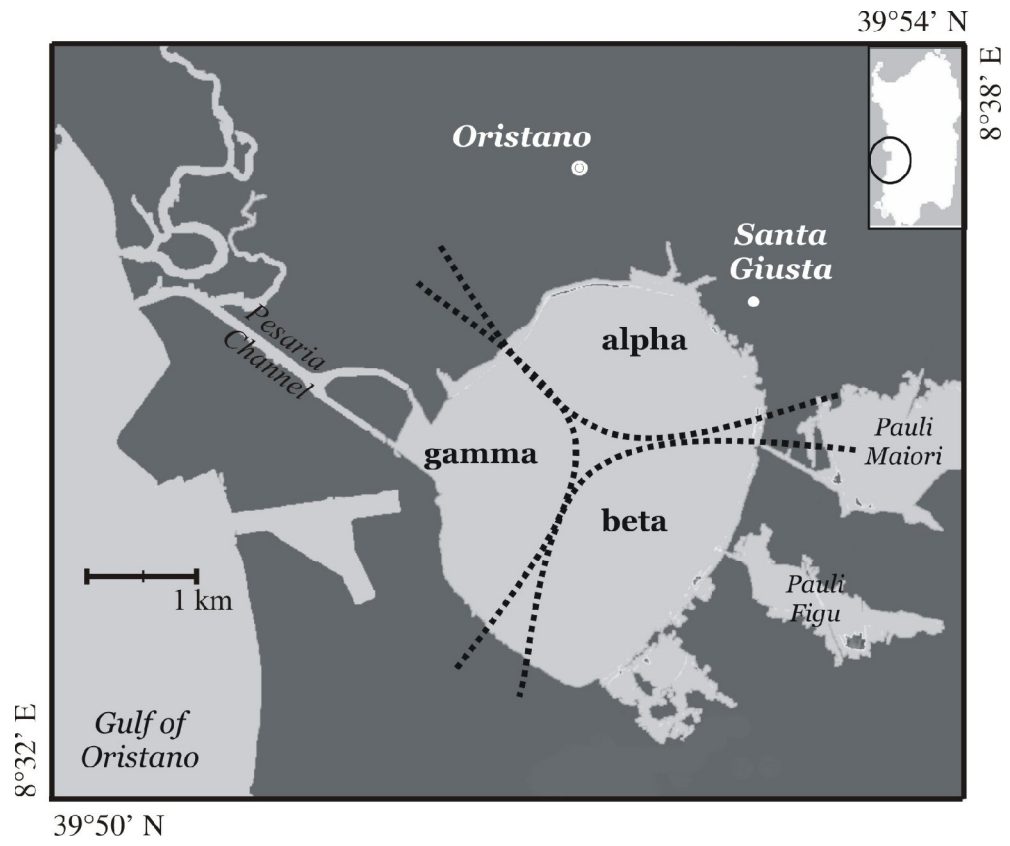 39°54’ N
8°38’ E
Oristano
Santa
Giusta
Pesaria
Channel
alpha
gamma
Pauli
Maiori
beta
1 km
Pauli
Figu
Gulf of
Oristano
8°32’ E
39°50’ N